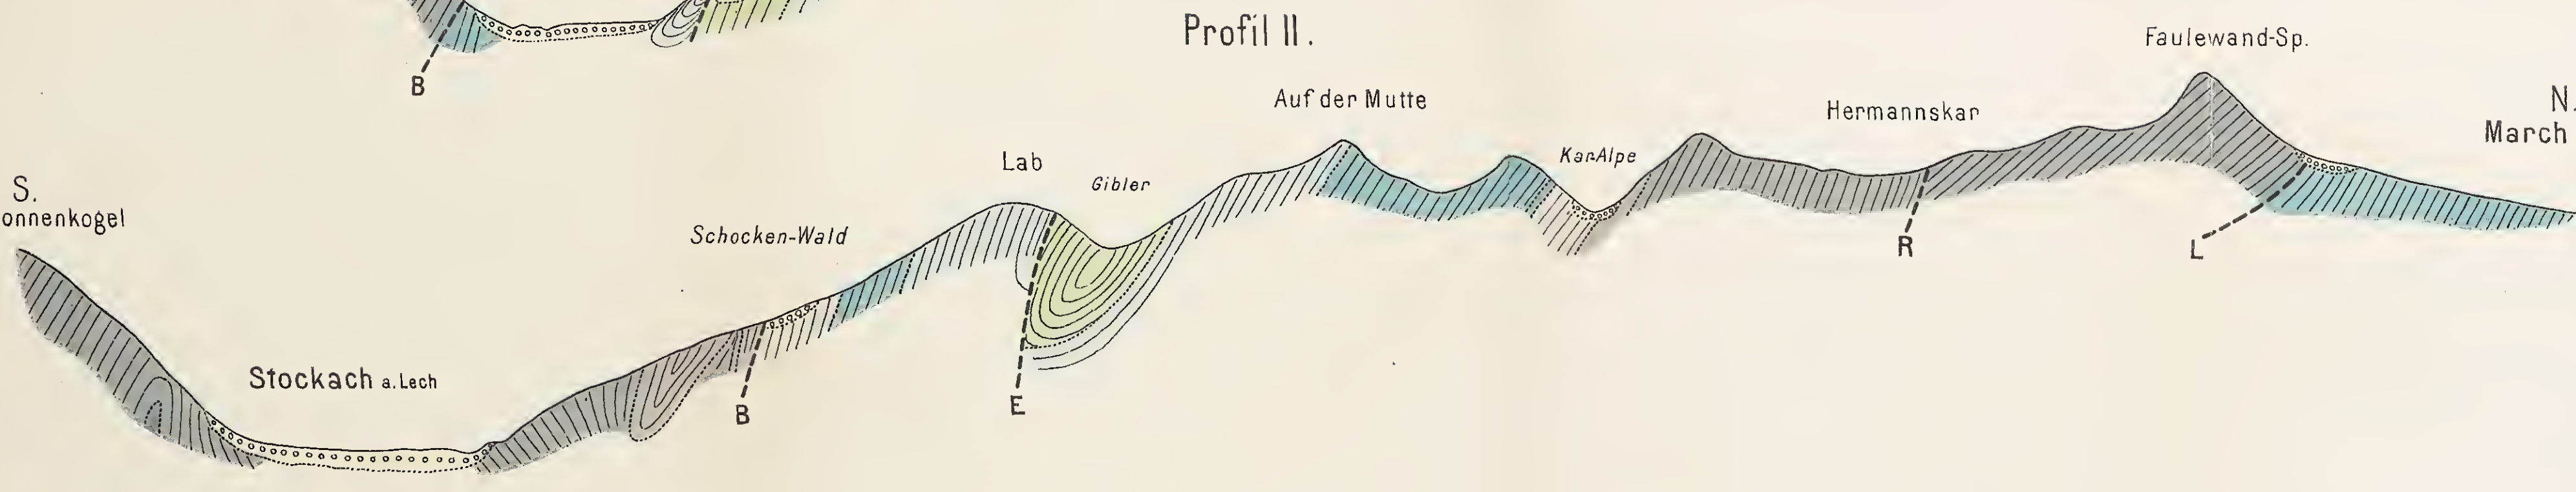 B
Profil II.
Faulewand-Sp.
Auf der Mutte
Hermannskar
N.
March
Lab
Gibler
Kar-Alpe
S.
onnenkogel
Schocken-Wald
R
L
Stockach a. Lech
B
E